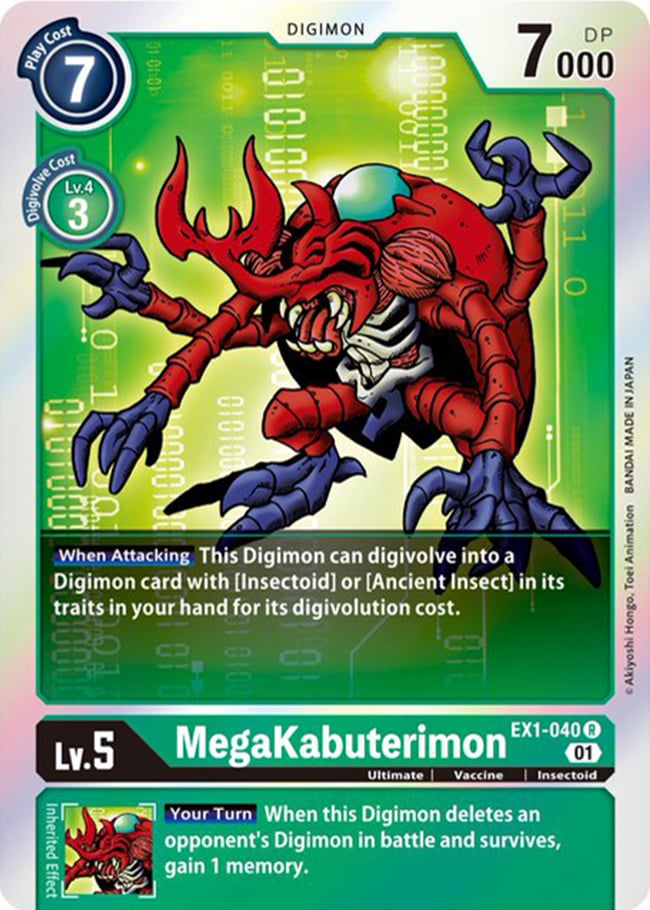 DIGIMON
Play Cost
7
7000
DP
Digivolve Cost
Lv.4
3
When Attacking This Digimon can digivolve into a
Digimon card with [Insectoid] or [Ancient Insect] in its
traits in your hand for its digivolution cost.
© Akiyoshi Hongo, Toei Animation BANDAI MADE IN JAPAN
Lv.5
MegaKabuterimon
EX1-040 R
01
Ultimate | Vaccine | Insectoid
Inherited Effect
Your Turn When this Digimon deletes an
opponent's Digimon in battle and survives,
gain 1 memory.